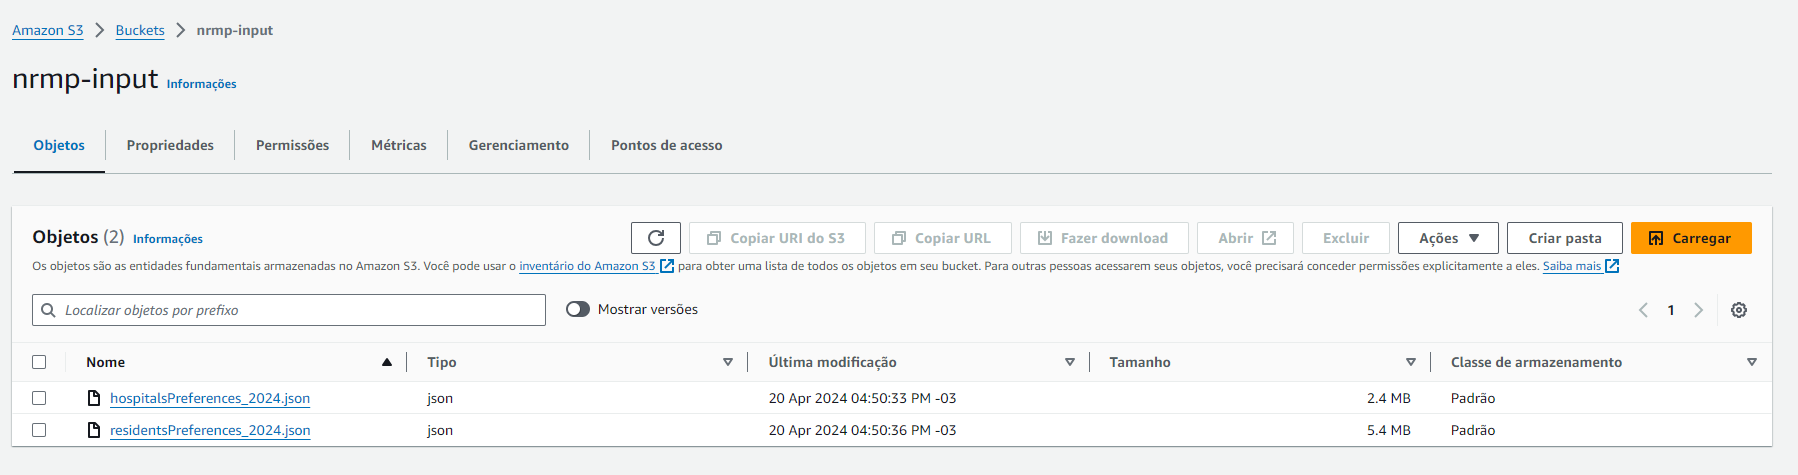 Amazon S3 > Buckets > nrmp-input
nrmp-input Informações
Objetos Propriedades Permissões Métricas Gerenciamento Pontos de acesso
Objetos (2) Informações Copiar URI do S3 Copiar URL Fazer download Abrir Excluir Ações Criar pasta Carregar
Os objetos são as entidades fundamentais armazenadas no Amazon S3. Você pode usar o inventário do Amazon S3 para obter uma lista de todos os objetos em seu bucket. Para outras pessoas acessarem seus objetos, você precisará conceder permissões explicitamente a eles. Saiba mais
Localizar objetos por prefixo Mostrar versões 1
Nome Tipo Última modificação Tamanho Classe de armazenamento
hospitalsPreferences_2024.json json 20 Apr 2024 04:50:33 PM -03 2.4 MB Padrão
residentsPreferences_2024.json json 20 Apr 2024 04:50:36 PM -03 5.4 MB Padrão